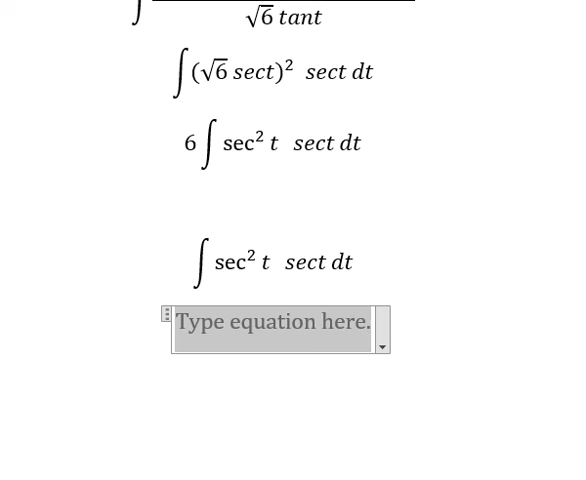 ∫ √6 tant
∫(√6 sect)² sect dt
6 ∫ sec² t sect dt
∫ sec² t sect dt
Type equation here.